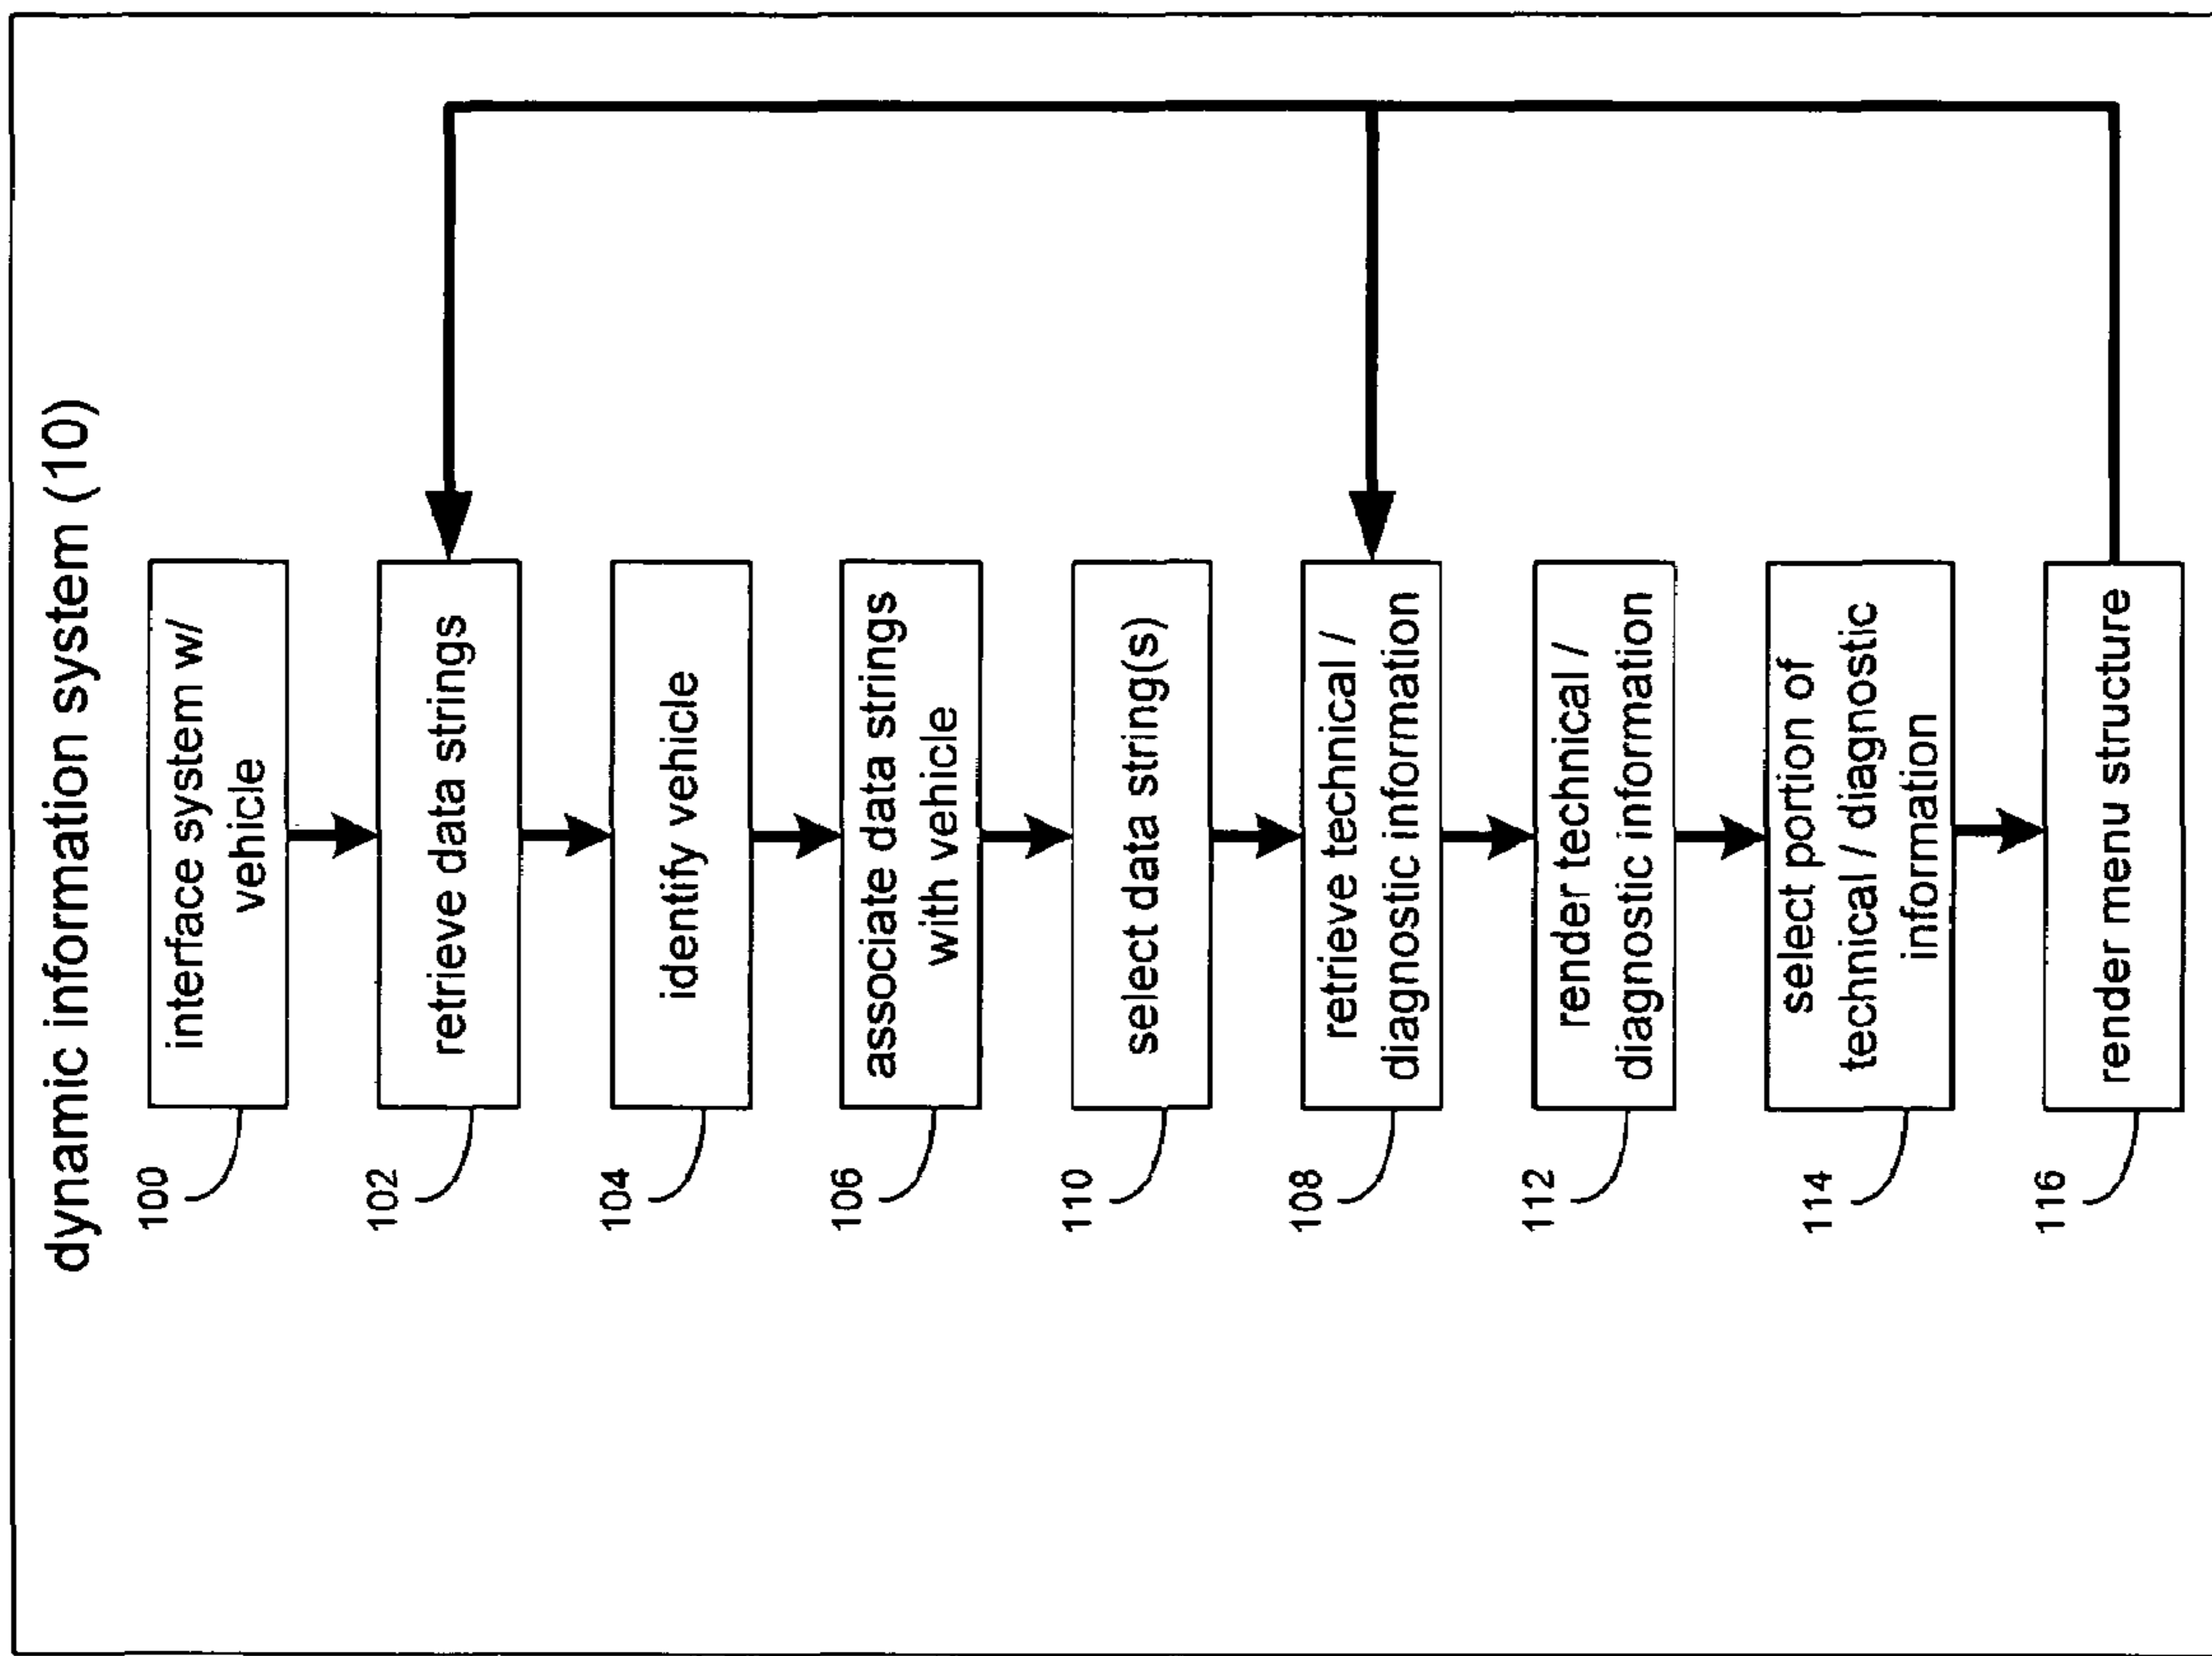 dynamic information system (10)
100
interface system w/
vehicle
102
retrieve data strings
104
identify vehicle
106
associate data strings
with vehicle
110
select data string(s)
108
retrieve technical /
diagnostic information
112
render technical /
diagnostic information
114
select portion of
technical / diagnostic
information
116
render menu structure